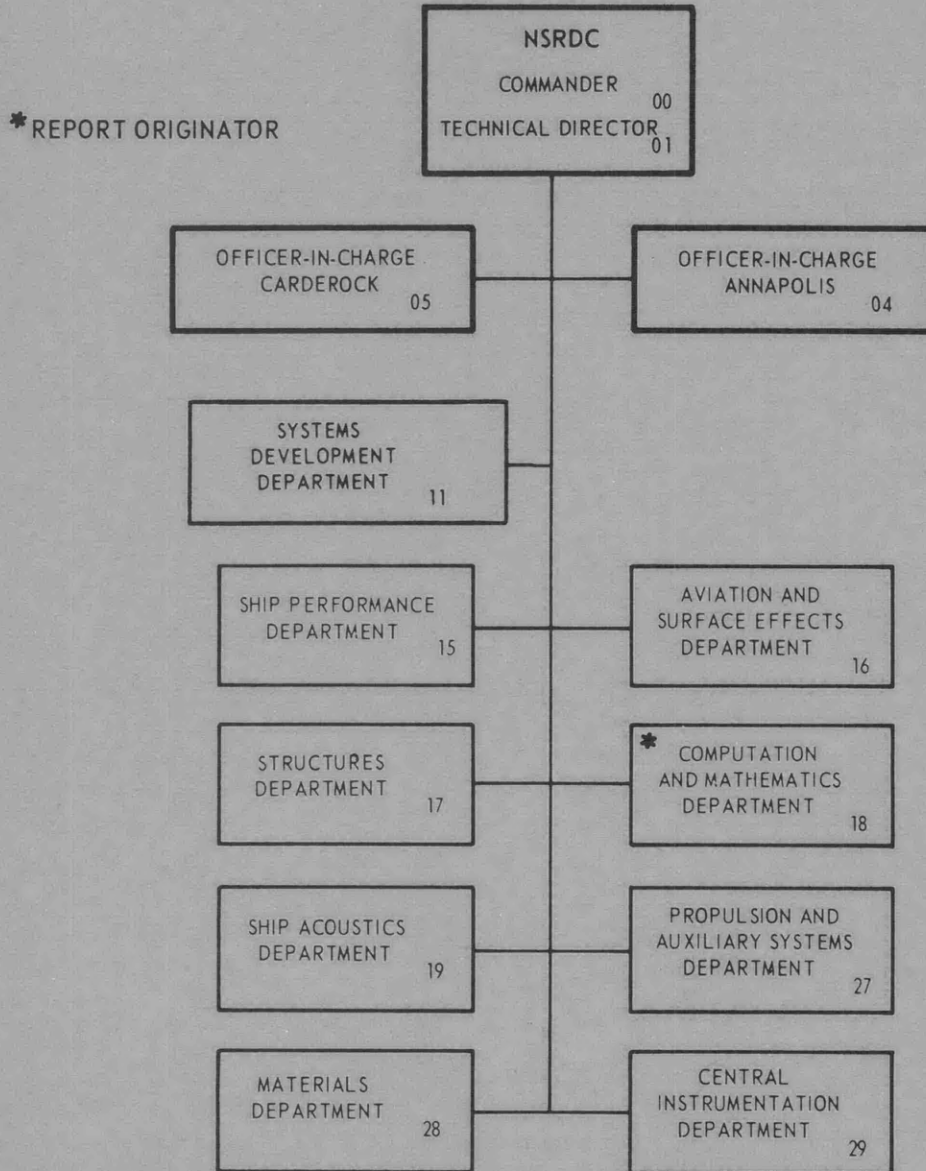 NSRDC
COMMANDER
00
TECHNICAL DIRECTOR
01
* REPORT ORIGINATOR
OFFICER-IN-CHARGE
CARDEROCK
05
OFFICER-IN-CHARGE
ANNAPOLIS
04
SYSTEMS
DEVELOPMENT
DEPARTMENT
11
SHIP PERFORMANCE
DEPARTMENT
15
AVIATION AND
SURFACE EFFECTS
DEPARTMENT
16
STRUCTURES
DEPARTMENT
17
* COMPUTATION
AND MATHEMATICS
DEPARTMENT
18
SHIP ACOUSTICS
DEPARTMENT
19
PROPULSION AND
AUXILIARY SYSTEMS
DEPARTMENT
27
MATERIALS
DEPARTMENT
28
CENTRAL
INSTRUMENTATION
DEPARTMENT
29